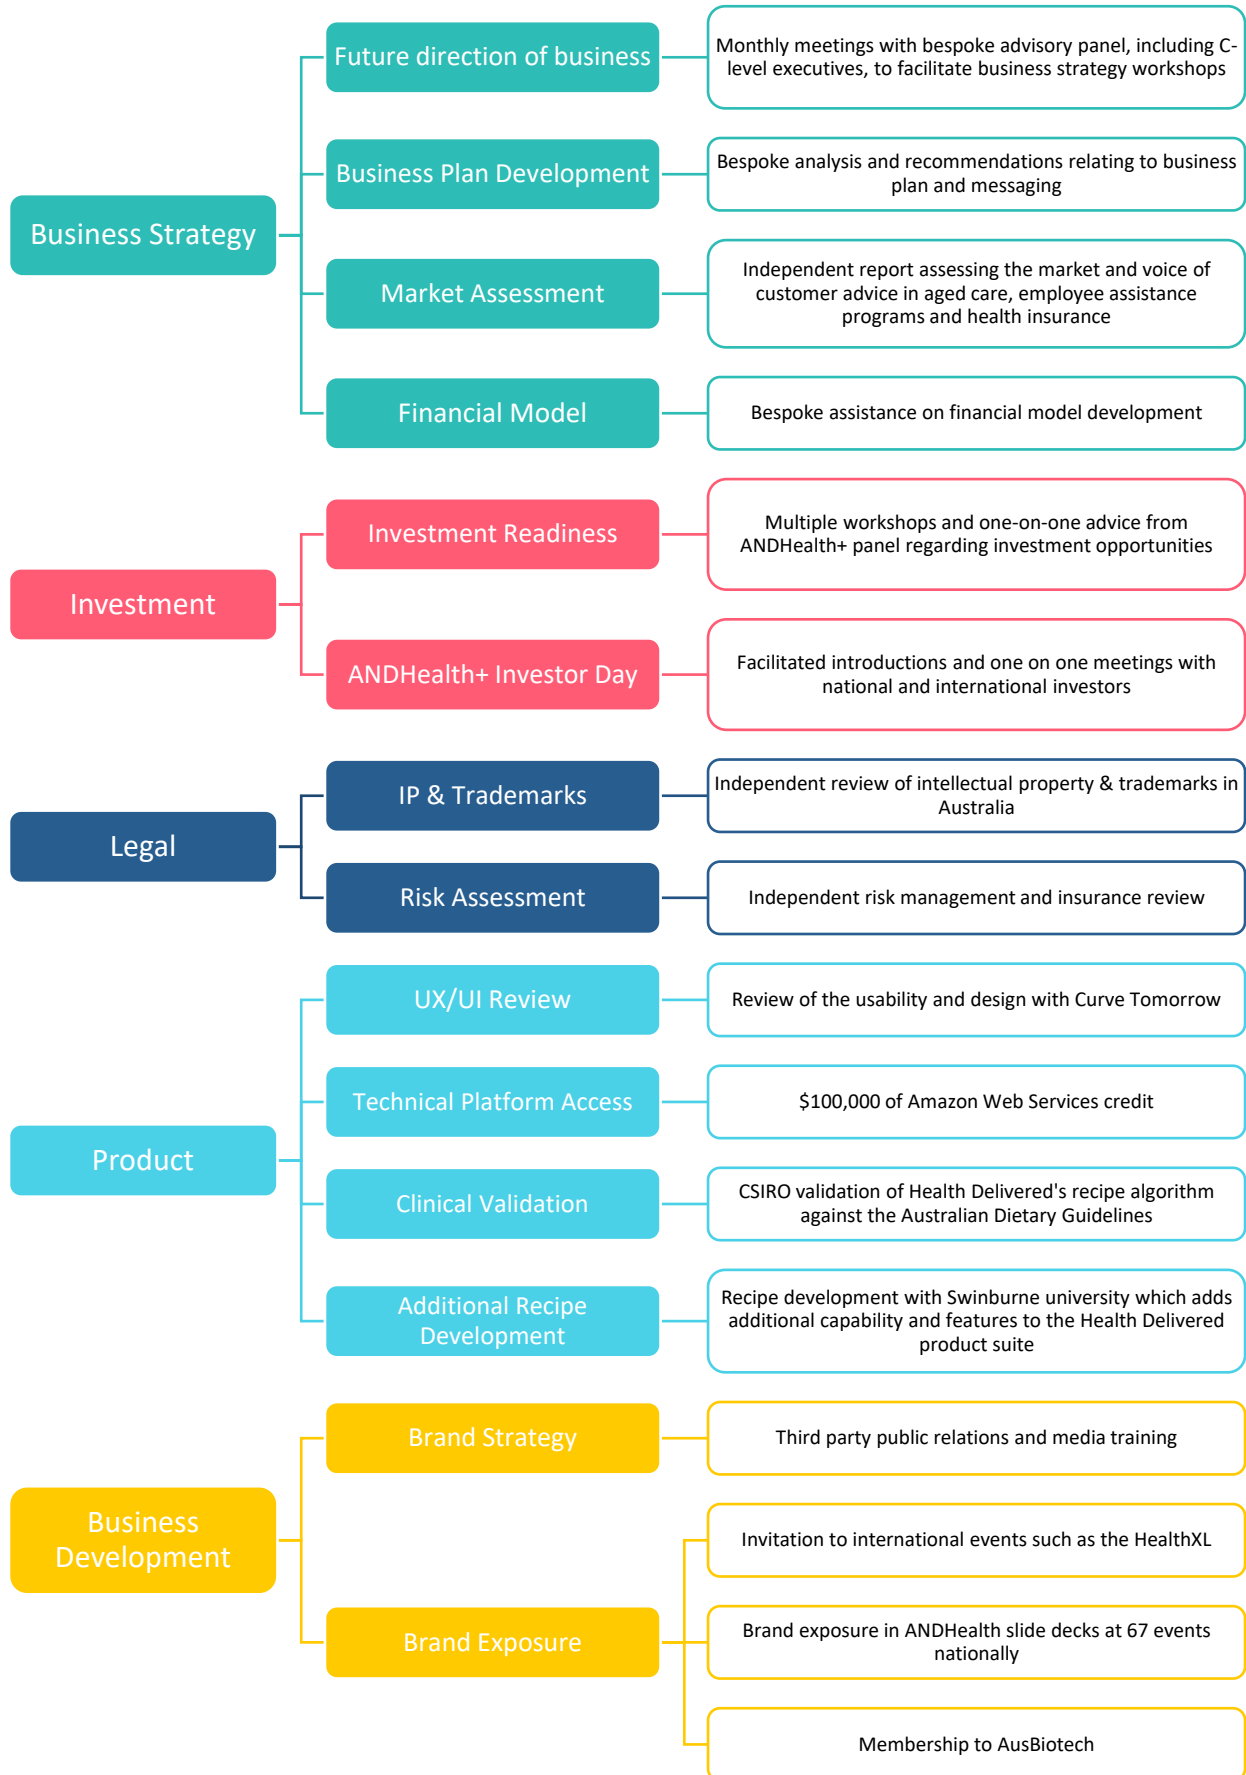 Business Strategy
Future direction of business
Monthly meetings with bespoke advisory panel, including C-
level executives, to facilitate business strategy workshops
Business Plan Development
Bespoke analysis and recommendations relating to business
plan and messaging
Market Assessment
Independent report assessing the market and voice of
customer advice in aged care, employee assistance
programs and health insurance
Financial Model
Bespoke assistance on financial model development
Investment
Investment Readiness
Multiple workshops and one-on-one advice from
ANDHealth+ panel regarding investment opportunities
ANDHealth+ Investor Day
Facilitated introductions and one on one meetings with
national and international investors
Legal
IP & Trademarks
Independent review of intellectual property & trademarks in
Australia
Risk Assessment
Independent risk management and insurance review
Product
UX/UI Review
Review of the usability and design with Curve Tomorrow
Technical Platform Access
$100,000 of Amazon Web Services credit
Clinical Validation
CSIRO validation of Health Delivered's recipe algorithm
against the Australian Dietary Guidelines
Additional Recipe
Development
Recipe development with Swinburne university which adds
additional capability and features to the Health Delivered
product suite
Business
Development
Brand Strategy
Third party public relations and media training
Brand Exposure
Invitation to international events such as the HealthXL
Brand exposure in ANDHealth slide decks at 67 events
nationally
Membership to AusBiotech